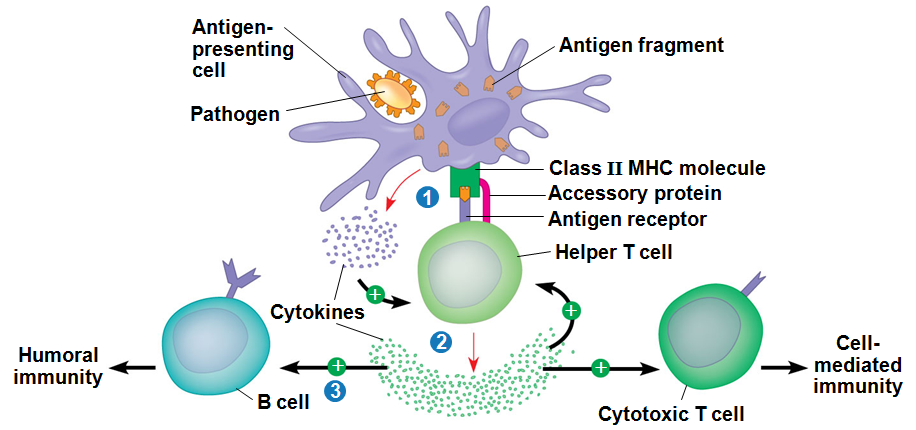 Antigen-
presenting
cell
Antigen fragment
Pathogen
Class II MHC molecule
Accessory protein
1
Antigen receptor
Helper T cell
+
Cytokines
+
2
Humoral
immunity
+
3
B cell
+
Cytotoxic T cell
Cell-
mediated
immunity